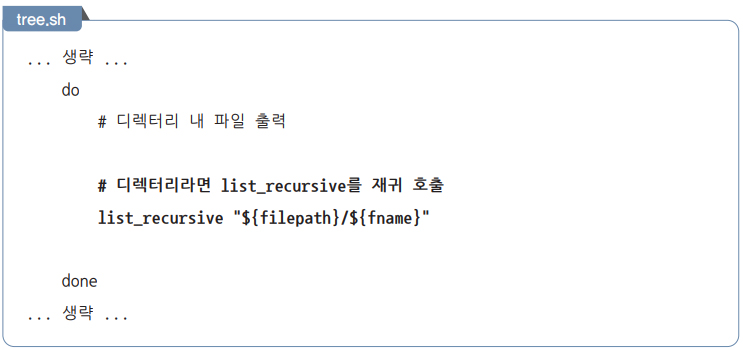 tree.sh
... 생략 ...
do
# 디렉터리 내 파일 출력
# 디렉터리라면 list_recursive를 재귀 호출
list_recursive "${filepath}/${fname}"
done
... 생략 ...